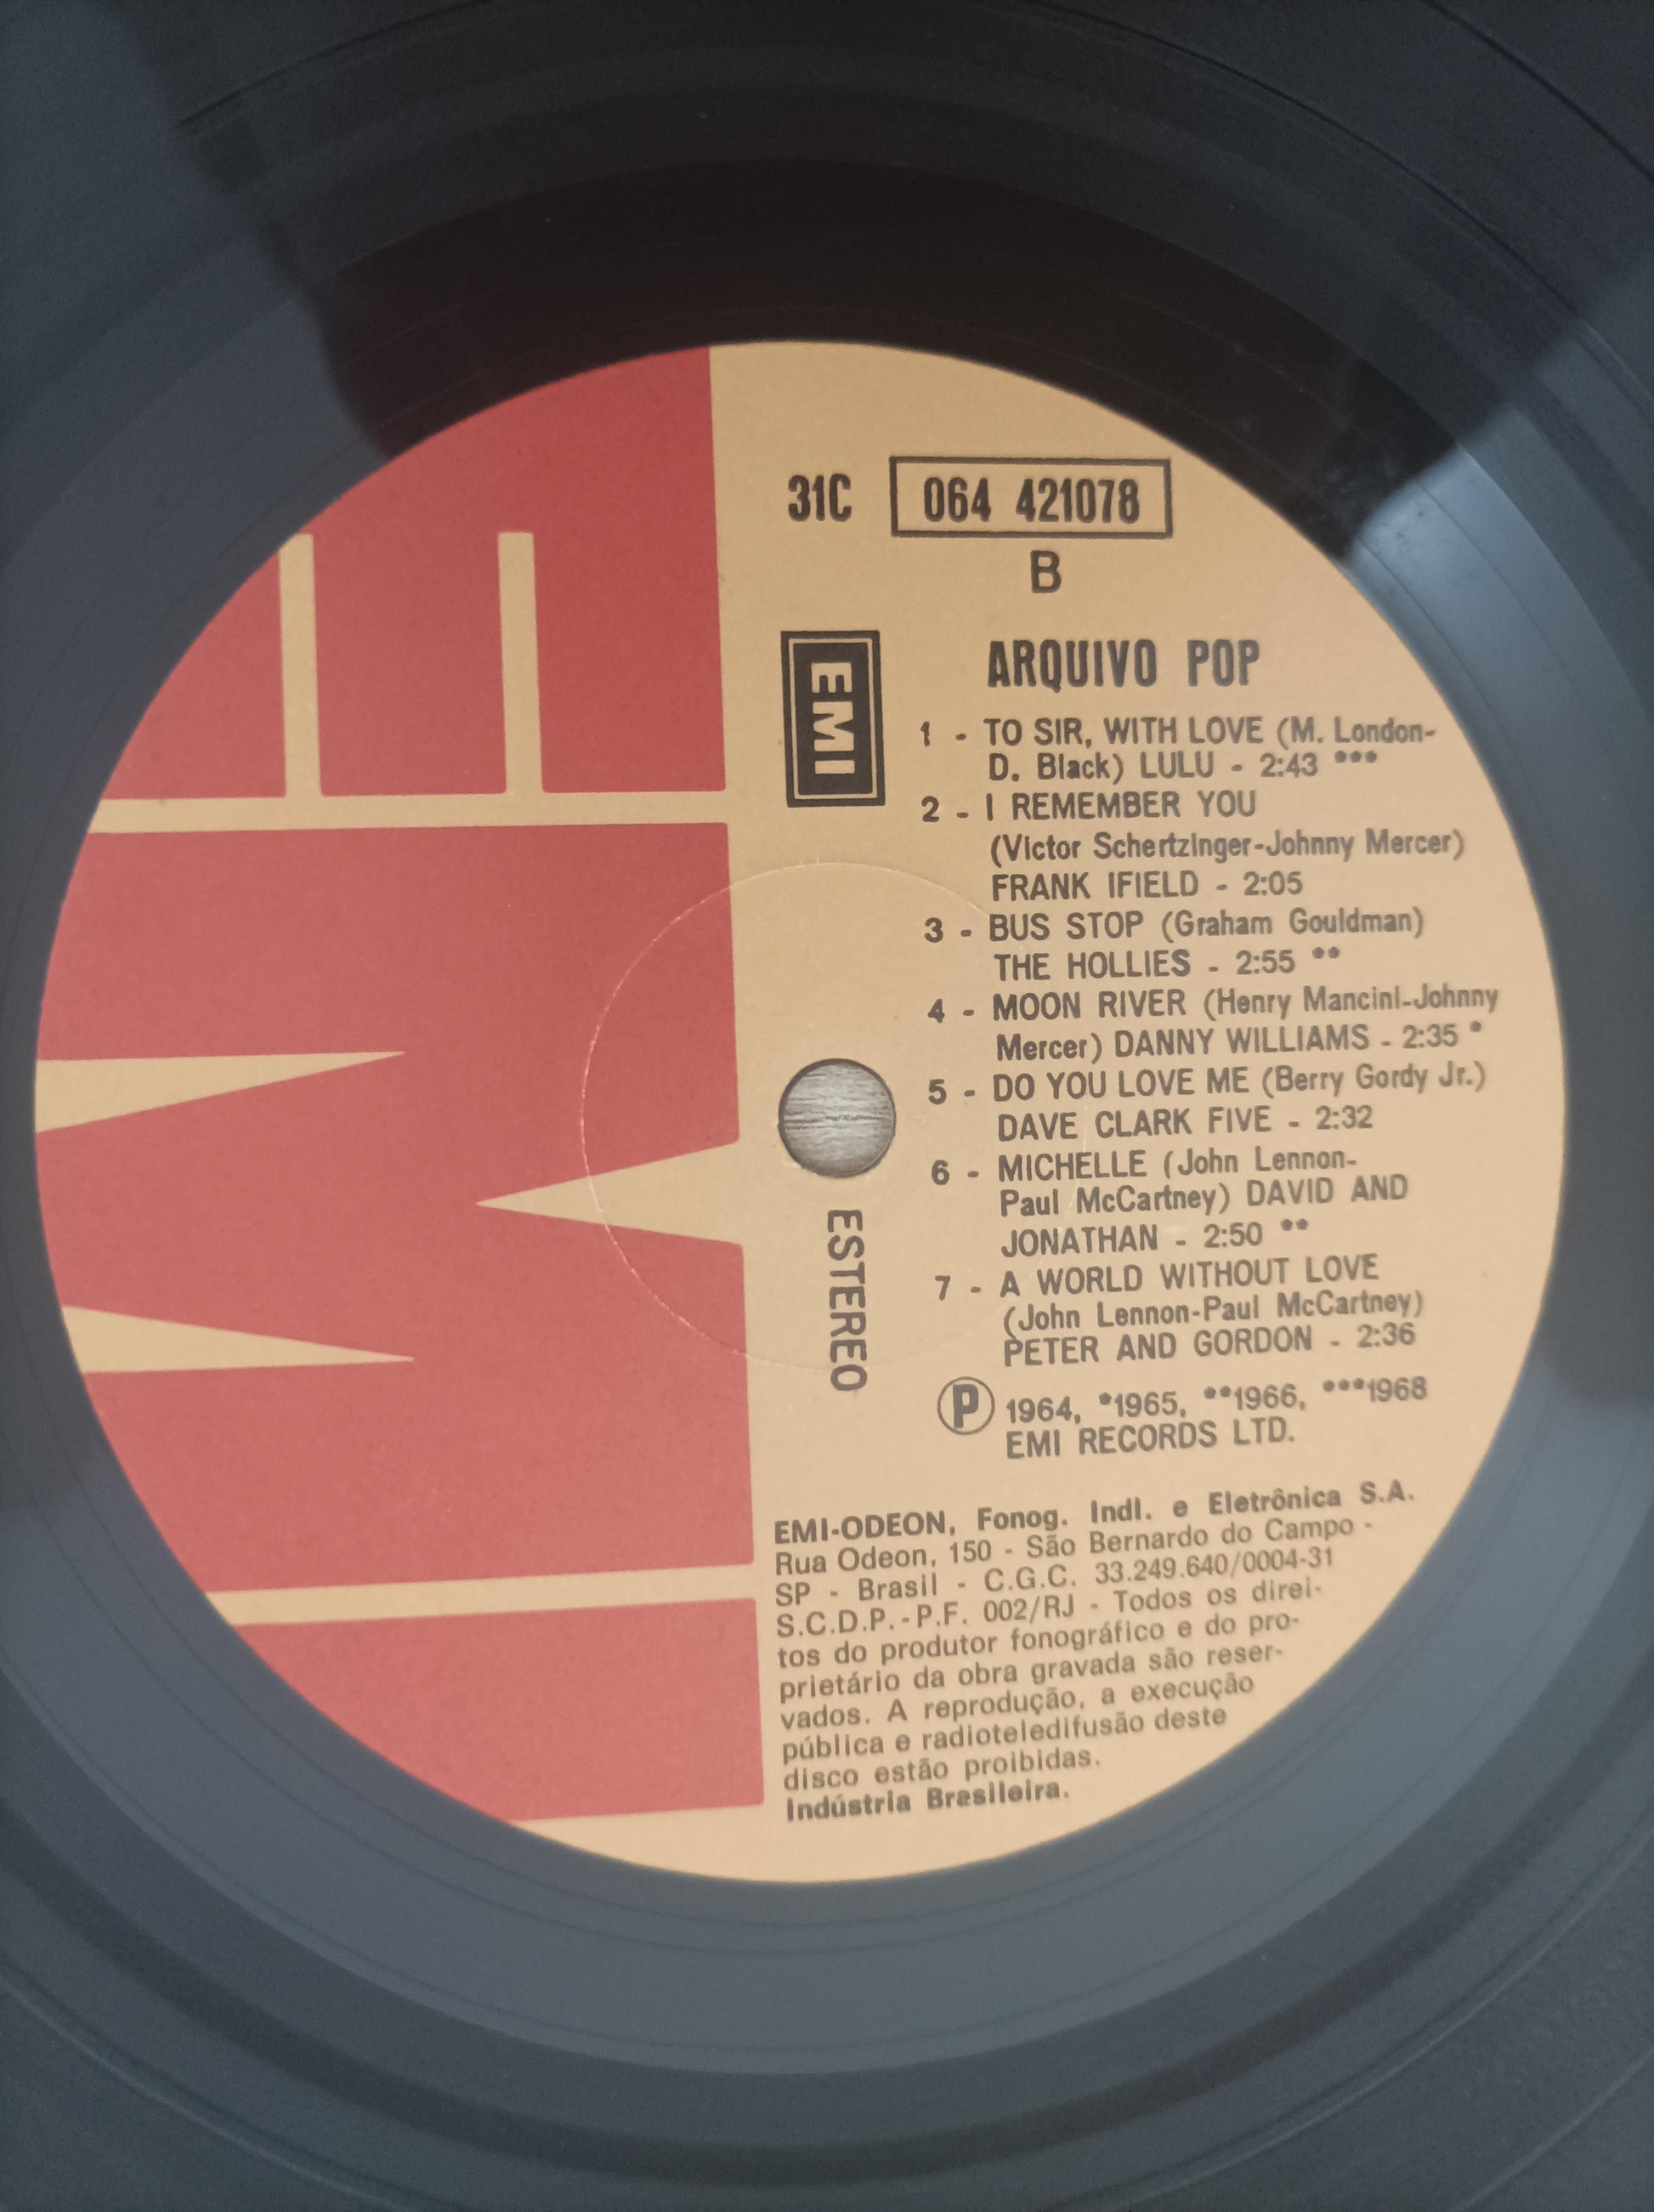 31C 064 421078
B
EMI
ARQUIVO POP
1 - TO SIR, WITH LOVE (M. London-
D. Black) LULU - 2:43 •••
2 - I REMEMBER YOU
(Victor Schertzinger-Johnny Mercer)
FRANK IFIELD - 2:05
3 - BUS STOP (Graham Gouldman)
THE HOLLIES - 2:55 ••
4 - MOON RIVER (Henry Mancini-Johnny
Mercer) DANNY WILLIAMS - 2:35 •
5 - DO YOU LOVE ME (Berry Gordy Jr.)
DAVE CLARK FIVE - 2:32
6 - MICHELLE (John Lennon-
Paul McCartney) DAVID AND
JONATHAN - 2:50 ••
7 - A WORLD WITHOUT LOVE
(John Lennon-Paul McCartney)
PETER AND GORDON - 2:36
ESTEREO
Ⓟ 1964, •1965, ••1966, •••1968
EMI RECORDS LTD.
EMI-ODEON, Fonog. Indl. e Eletrônica S.A.
Rua Odeon, 150 - São Bernardo do Campo -
SP - Brasil - C.G.C. 33.249.640/0004-31
S.C.D.P.-P.F. 002/RJ - Todos os direi-
tos do produtor fonográfico e do pro-
prietário da obra gravada são reser-
vados. A reprodução, a execução
pública e radioteledifusão deste
disco estão proibidas.
Indústria Brasileira.
EMI